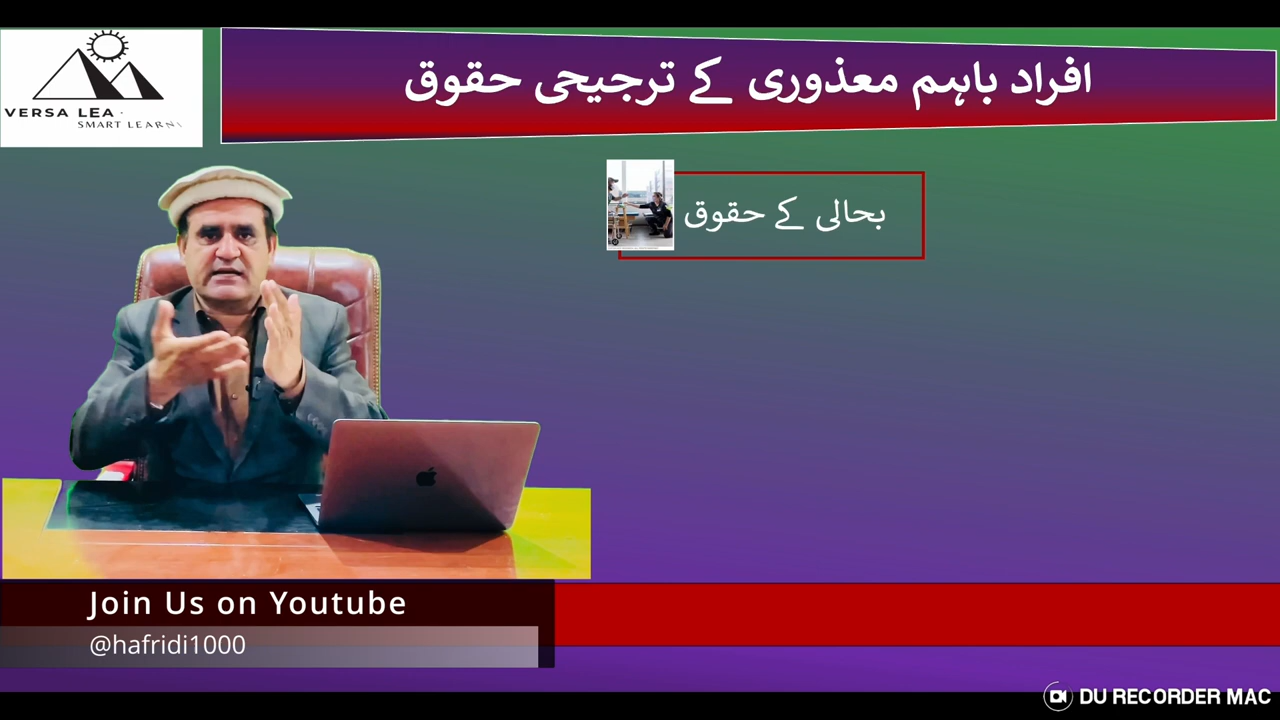 افراد باہم معذوری کے ترجیحی حقوق
VERSA LEA
SMART LEARN
بحالی کے حقوق
Join Us on Youtube
@hafridi1000
DU RECORDER MAC